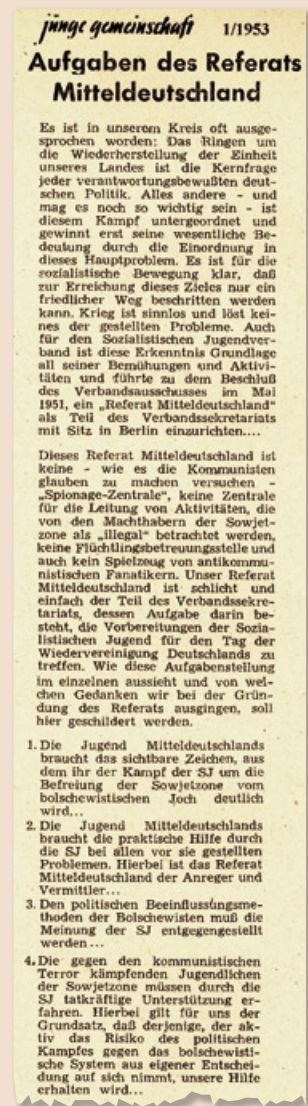 junge gemeinschaft 1/1953
Aufgaben des Referats
Mitteldeutschland
Es ist in unserem Kreis oft ausge-
sprochen worden: Das Ringen um
die Wiederherstellung der Einheit
unseres Landes ist die Kernfrage
jeder verantwortungsbewußten deut-
schen Politik. Alles andere - und
mag es noch so wichtig sein - ist
diesem Kampf untergeordnet und
gewinnt erst seine wesentliche Be-
deutung durch die Einordnung in
dieses Hauptproblem. Es ist für die
sozialistische Bewegung klar, daß
zur Erreichung dieses Zieles nur ein
friedlicher Weg beschritten werden
kann. Krieg ist sinnlos und löst kei-
nes der gestellten Probleme. Auch
für den Sozialistischen Jugendver-
band ist diese Erkenntnis Grundlage
all seiner Bemühungen und Aktivi-
täten und führte zu dem Beschluß
des Verbandsausschusses im Mai
1951, ein „Referat Mitteldeutschland"
als Teil des Verbandssekretariats
mit Sitz in Berlin einzurichten....
Dieses Referat Mitteldeutschland ist
keine - wie es die Kommunisten
glauben zu machen versuchen -
„Spionage-Zentrale", keine Zentrale
für die Leitung von Aktivitäten, die
von den Machthabern der Sowjet-
zone als „illegal" betrachtet werden,
keine Flüchtlingsbetreuungsstelle und
auch kein Spielzeug von antikommu-
nistischen Fanatikern. Unser Referat
Mitteldeutschland ist schlicht und
einfach der Teil des Verbandssekre-
tariats, dessen Aufgabe darin be-
steht, die Vorbereitungen der Sozia-
listischen Jugend für den Tag der
Wiedervereinigung Deutschlands zu
treffen. Wie diese Aufgabenstellung
im einzelnen aussieht und von wel-
chen Gedanken wir bei der Grün-
dung des Referats ausgingen, soll
hier geschildert werden.
1. Die Jugend Mitteldeutschlands
braucht das sichtbare Zeichen, aus
dem ihr der Kampf der SJ um die
Befreiung der Sowjetzone vom
bolschewistischen Joch deutlich
wird...
2. Die Jugend Mitteldeutschlands
braucht die praktische Hilfe durch
die SJ bei allen vor sie gestellten
Problemen. Hierbei ist das Referat
Mitteldeutschland der Anreger und
Vermittler...
3. Den politischen Beeinflussungsme-
thoden der Bolschewisten muß die
Meinung der SJ entgegengestellt
werden...
4. Die gegen den kommunistischen
Terror kämpfenden Jugendlichen
der Sowjetzone müssen durch die
SJ tatkräftige Unterstützung er-
fahren. Hierbei gilt für uns der
Grundsatz, daß derjenige, der ak-
tiv das Risiko des politischen
Kampfes gegen das bolschewisti-
sche System aus eigener Entschei-
dung auf sich nimmt, unsere Hilfe
erhalten wird...